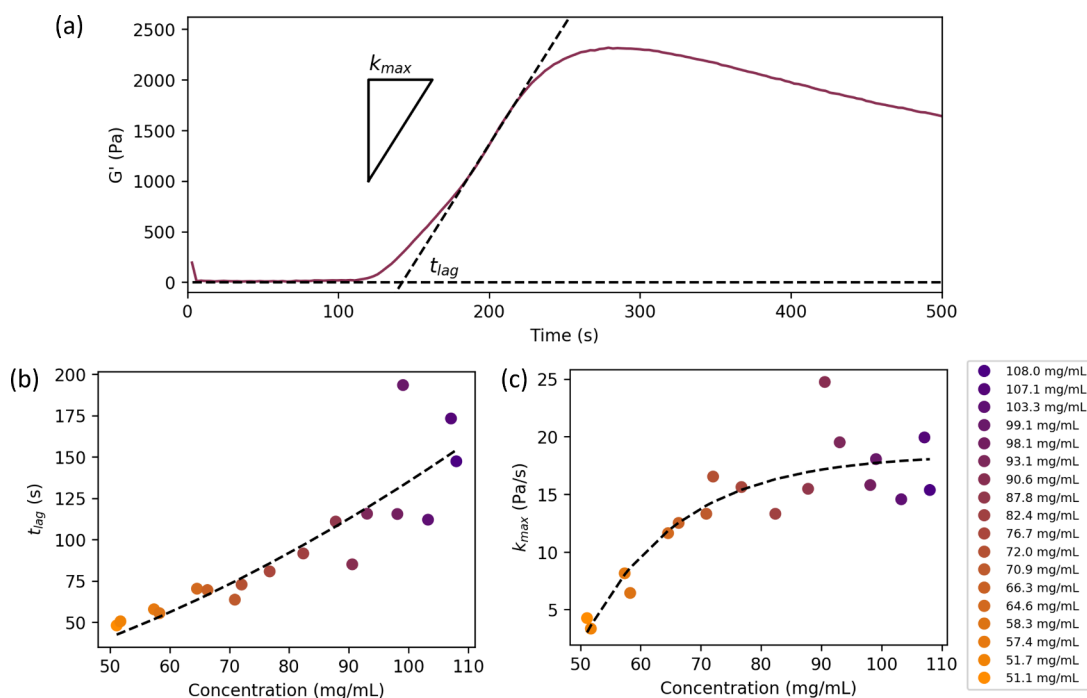 (a)
2500
2000
1500
1000
500
0
G' (Pa)
k_max
t_lag
0 100 200 300 400 500
Time (s)
(b)
200
175
150
125
100
75
50
t_lag (s)
50 60 70 80 90 100 110
Concentration (mg/mL)
(c)
25
20
15
10
5
k_max (Pa/s)
50 60 70 80 90 100 110
Concentration (mg/mL)
108.0 mg/mL
107.1 mg/mL
103.3 mg/mL
99.1 mg/mL
98.1 mg/mL
93.1 mg/mL
90.6 mg/mL
87.8 mg/mL
82.4 mg/mL
76.7 mg/mL
72.0 mg/mL
70.9 mg/mL
66.3 mg/mL
64.6 mg/mL
58.3 mg/mL
57.4 mg/mL
51.7 mg/mL
51.1 mg/mL